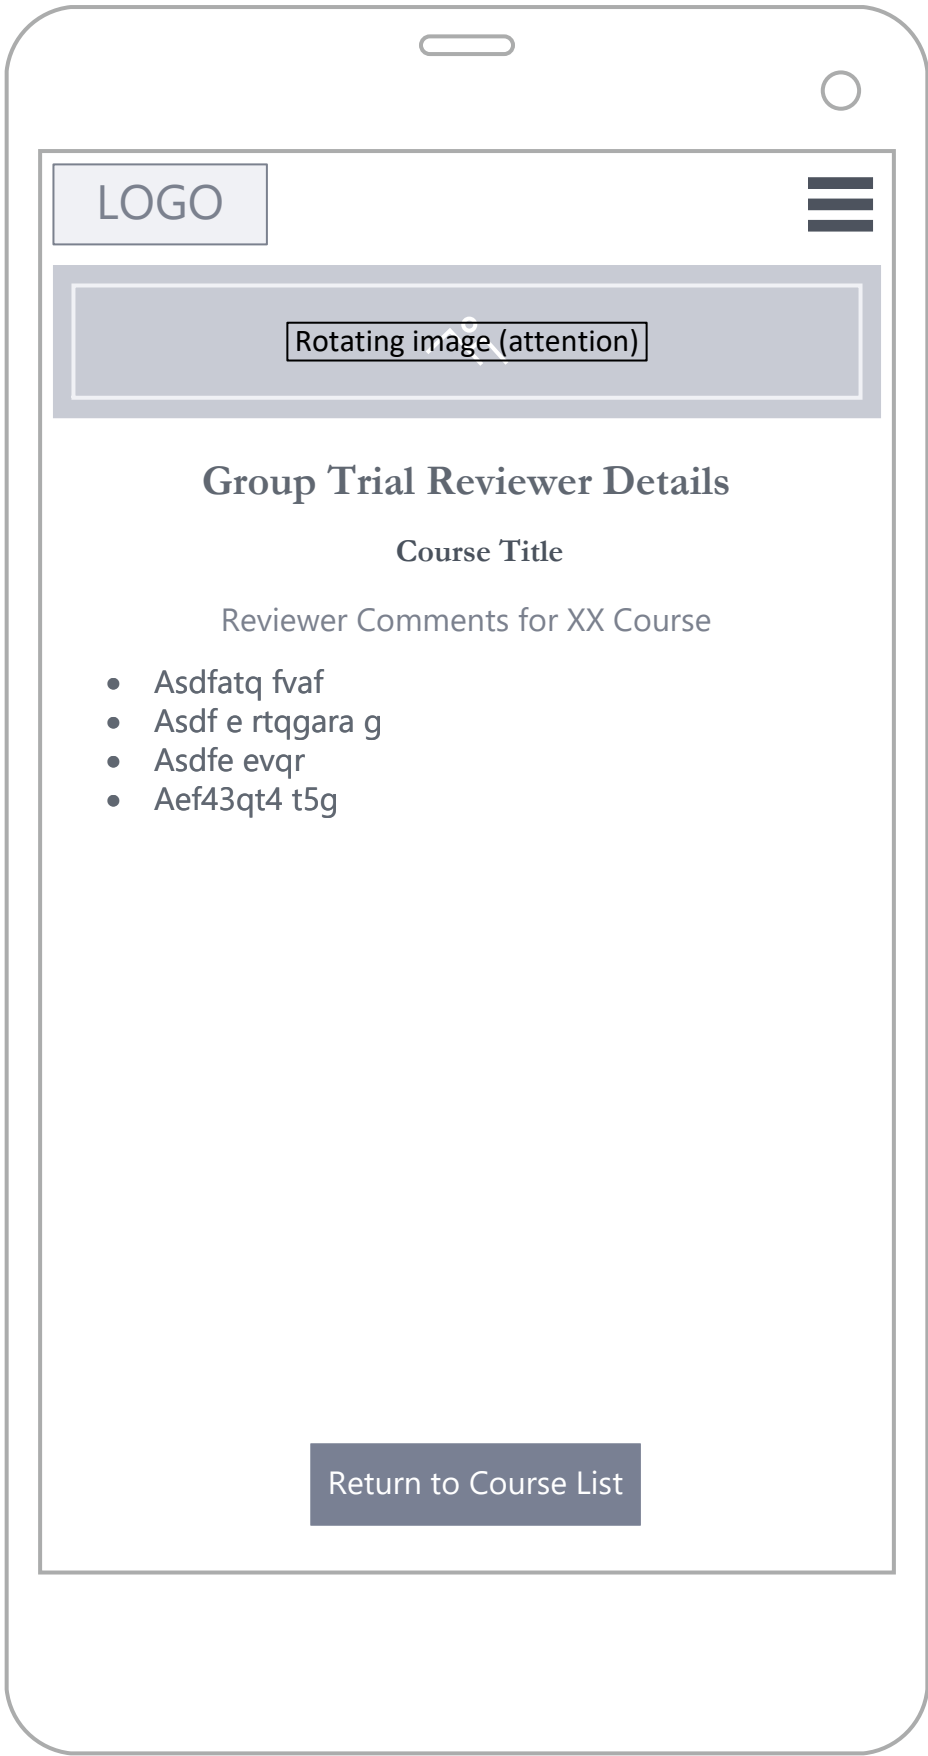 LOGO
Rotating image (attention)
Group Trial Reviewer Details
Course Title
Reviewer Comments for XX Course
• Asdfatq fvaf
• Asdf e rtqgara g
• Asdfe evqr
• Aef43qt4 t5g
Return to Course List